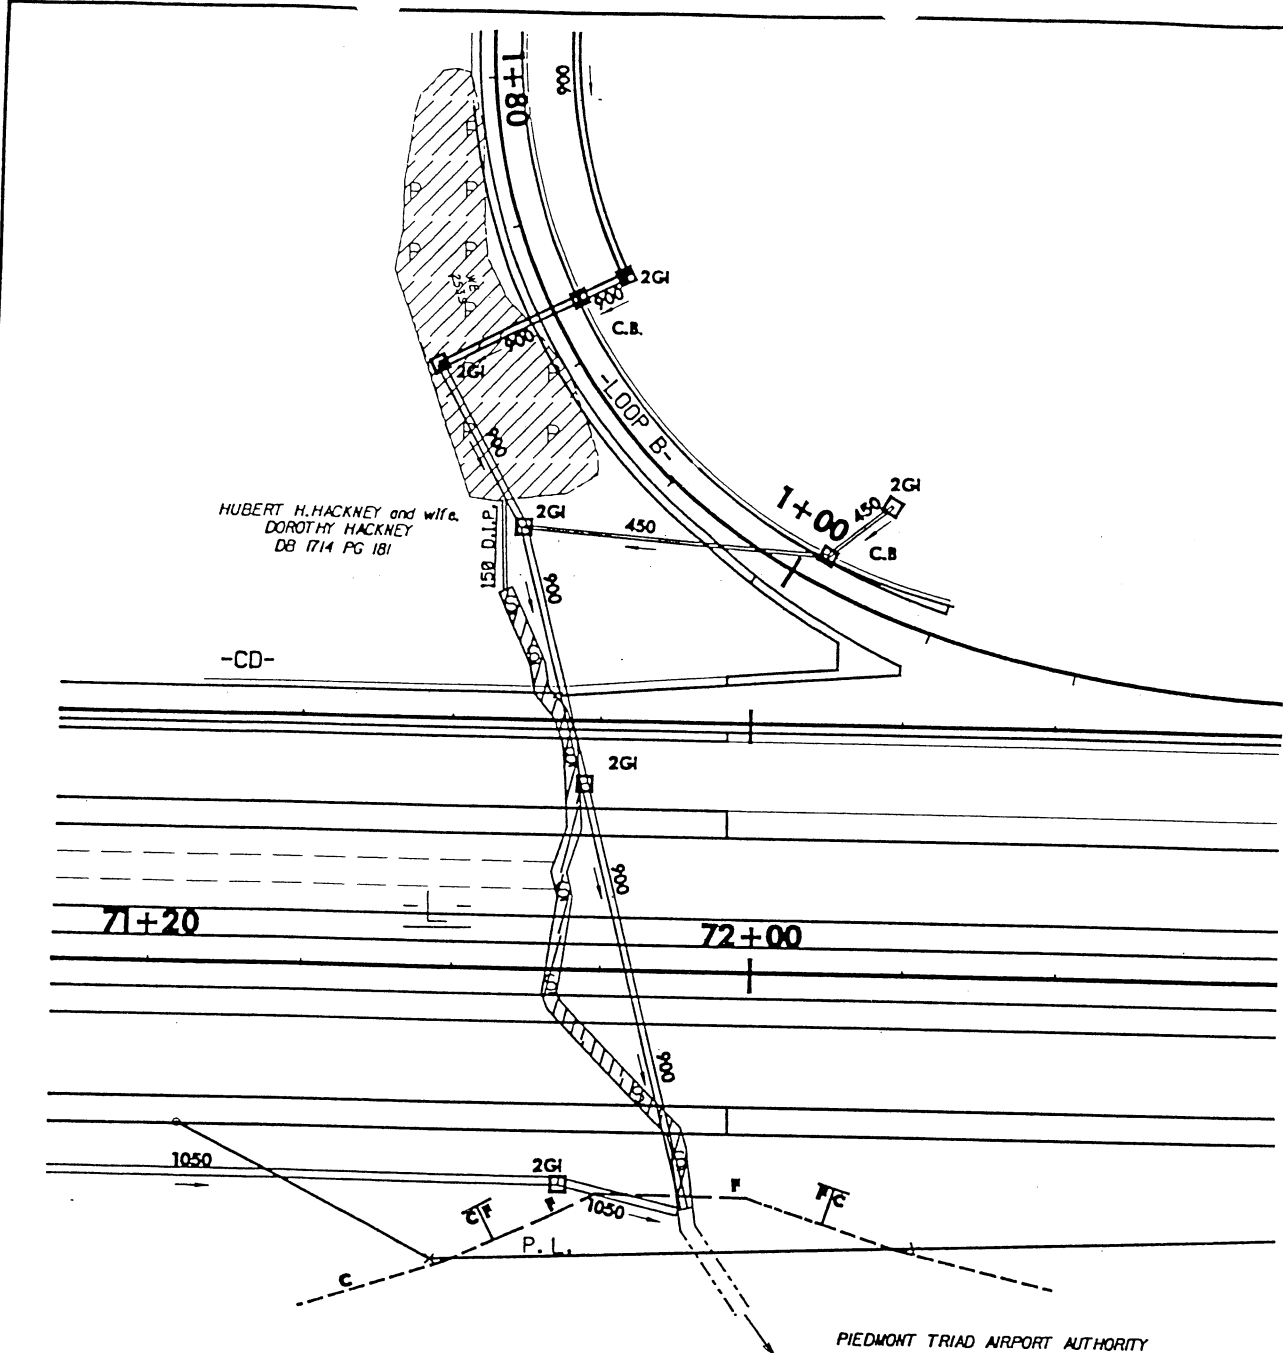 1+80
900
2GI
900
C.B.
900
2GI
-LOOP B-
900
2GI
1+00
450
2GI
450
C.B
HUBERT H. HACKNEY and wife,
DOROTHY HACKNEY
DB 1714 PG 181
150 D.I.P.
900
-CD-
2GI
900
71+20
-L-
72+00
900
1050
2GI
C F
F
1050
F
F C
P. L.
C
PIEDMONT TRIAD AIRPORT AUTHORITY